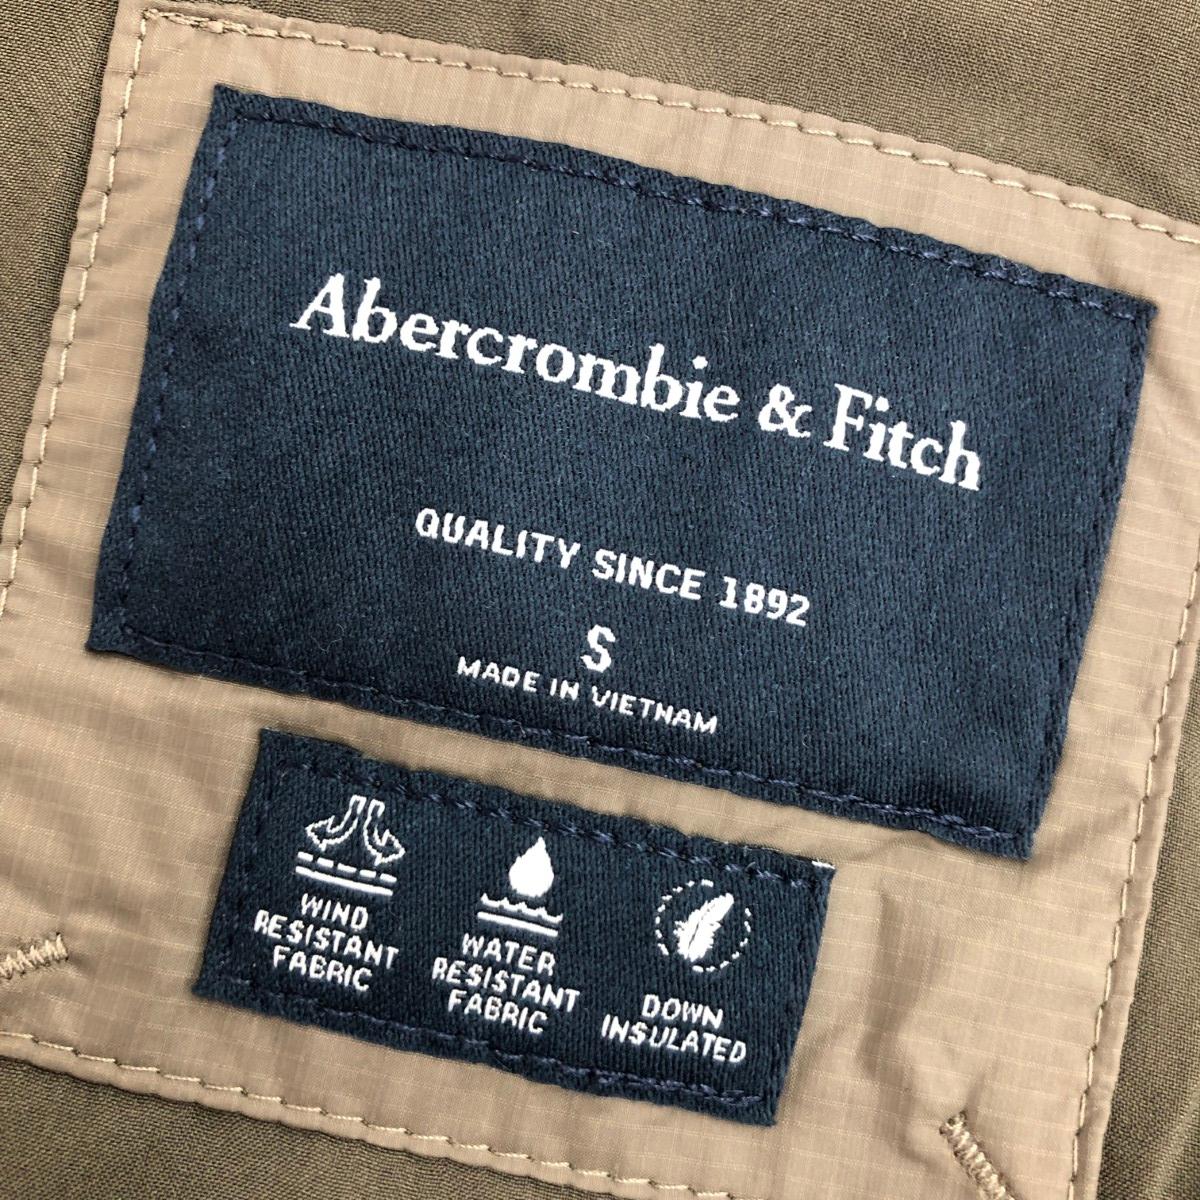 Abercrombie & Fitch
QUALITY SINCE 1892
S
MADE IN VIETNAM
WIND
RESISTANT
FABRIC
WATER
RESISTANT
FABRIC
DOWN
INSULATED